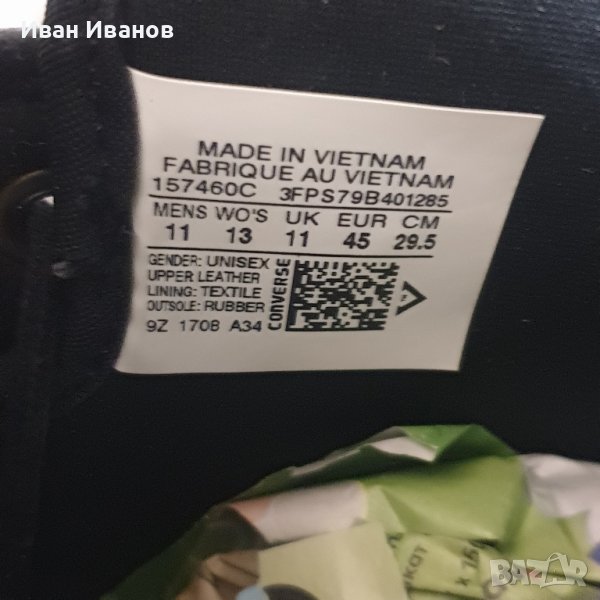 Иван Иванов
MADE IN VIETNAM
FABRIQUE AU VIETNAM
157460C 3FPS79B401285
MENS WO'S UK EUR CM
11 13 11 45 29.5
GENDER: UNISEX
UPPER LEATHER
LINING: TEXTILE
OUTSOLE: RUBBER
9Z 1708 A34
CONVERSE
BAZAR